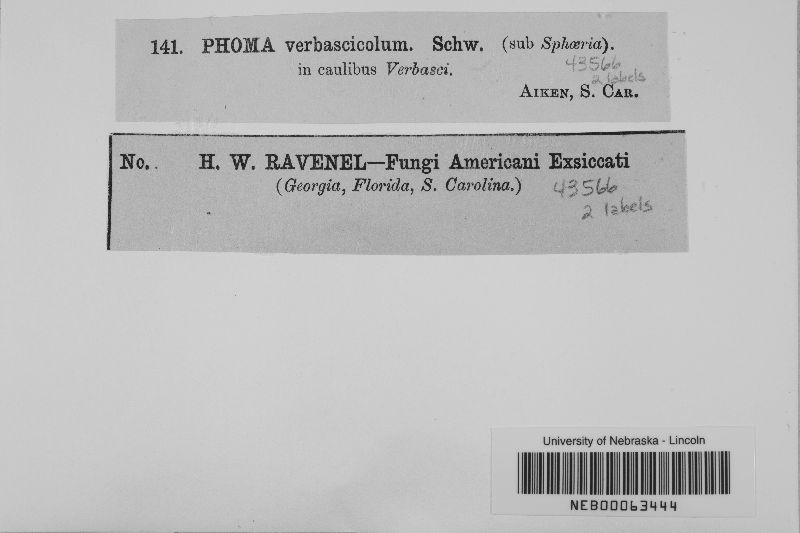 141. PHOMA verbascicolum. Schw. (sub Sphœria).
in caulibus Verbasci.
43566
2 labels
AIKEN, S. CAR.
No. H. W. RAVENEL—Fungi Americani Exsiccati
(Georgia, Florida, S. Carolina.)
43566
2 labels
University of Nebraska - Lincoln
NEB00063444